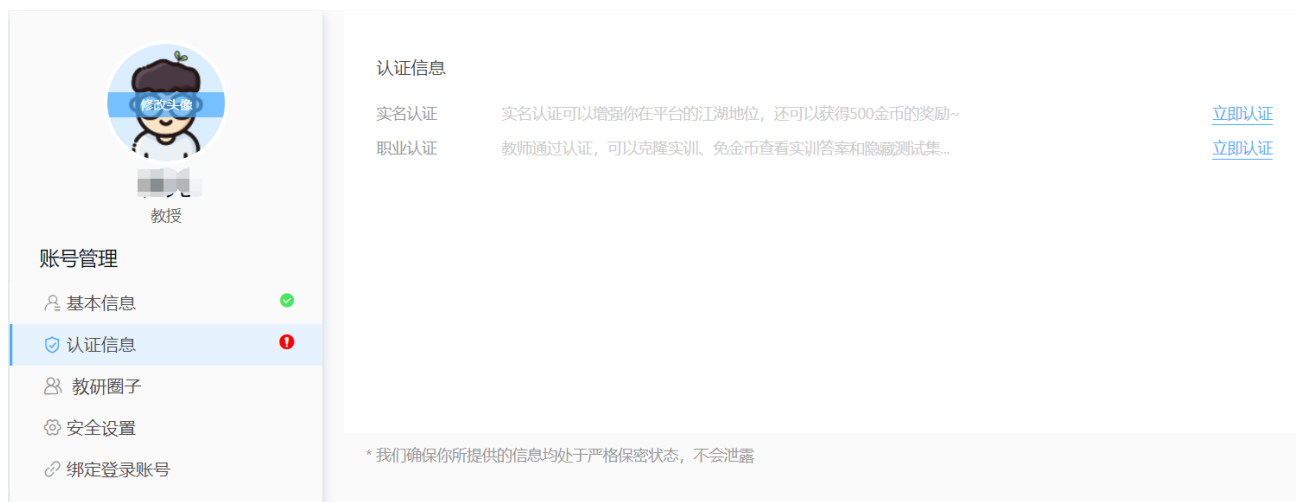 修改头像
教授
账号管理
基本信息
认证信息
教研圈子
安全设置
绑定登录账号
认证信息
实名认证 实名认证可以增强你在平台的江湖地位，还可以获得500金币的奖励~ 立即认证
职业认证 教师通过认证，可以克隆实训、免金币查看实训答案和隐藏测试集... 立即认证
* 我们确保你所提供的信息均处于严格保密状态，不会泄露